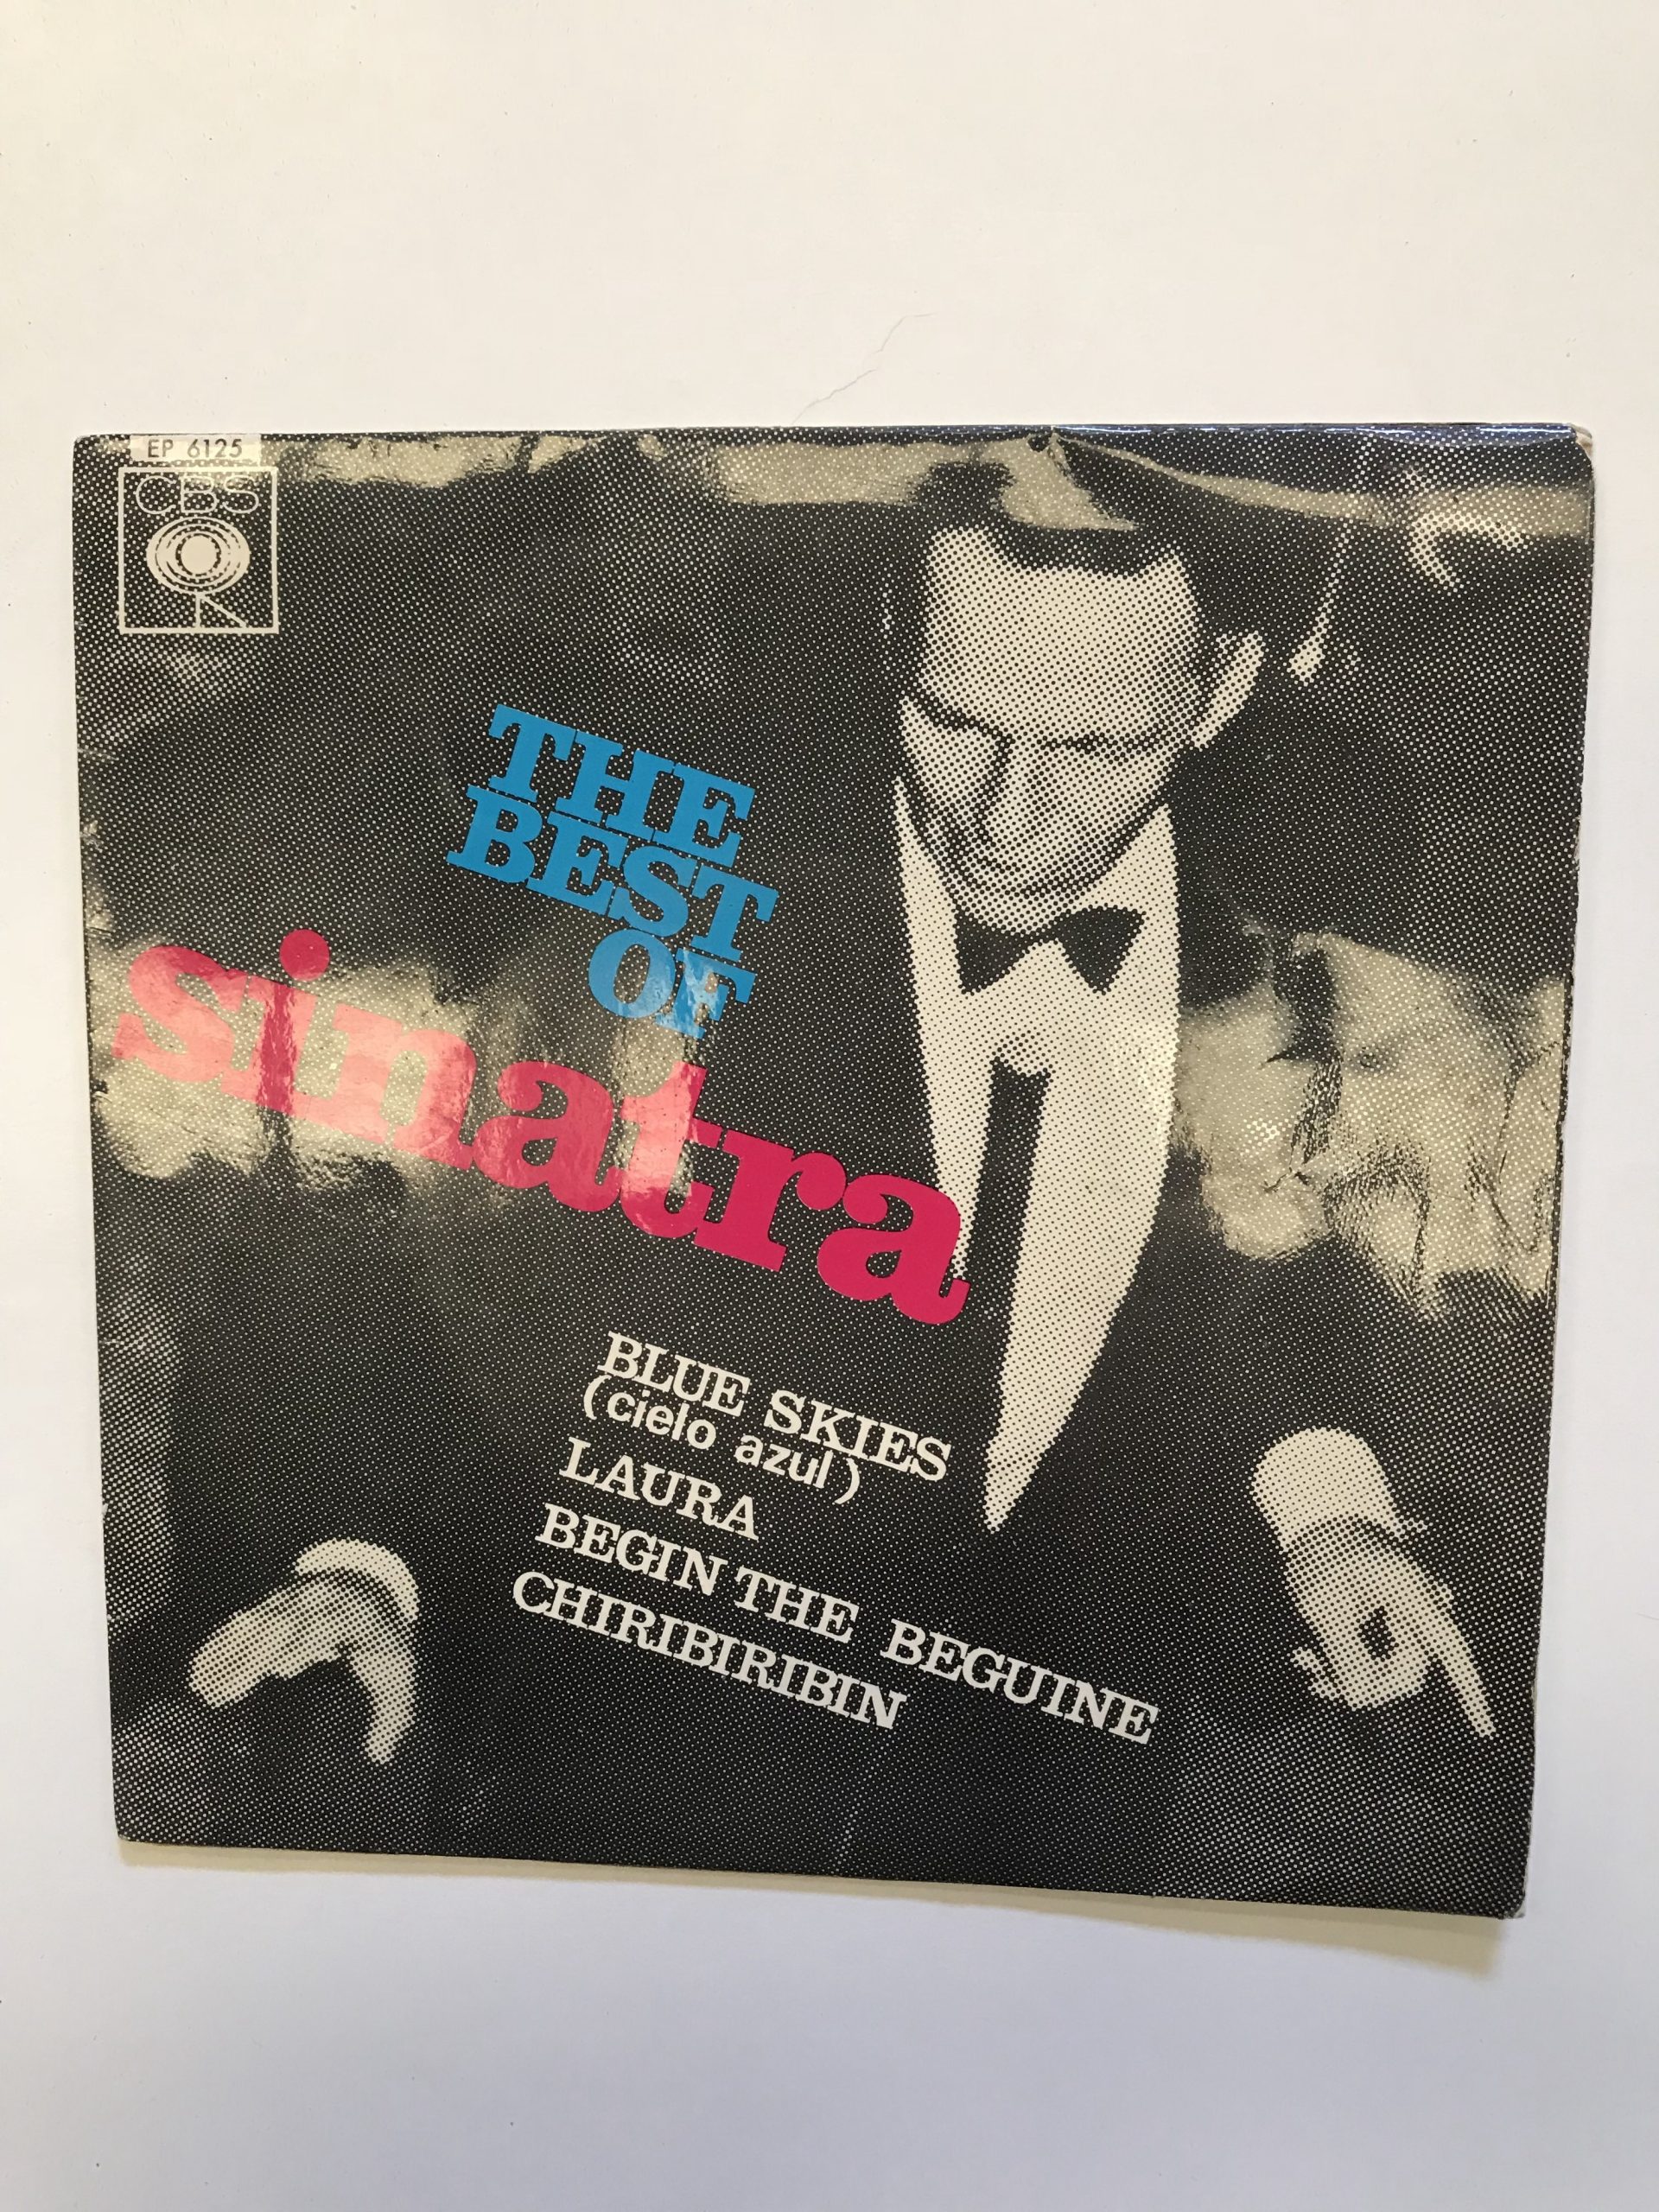 EP 6125
CBS
THE
BEST
OF
sinatra
BLUE SKIES
(cielo azul)
LAURA
BEGIN THE BEGUINE
CHIRIBIRIBIN